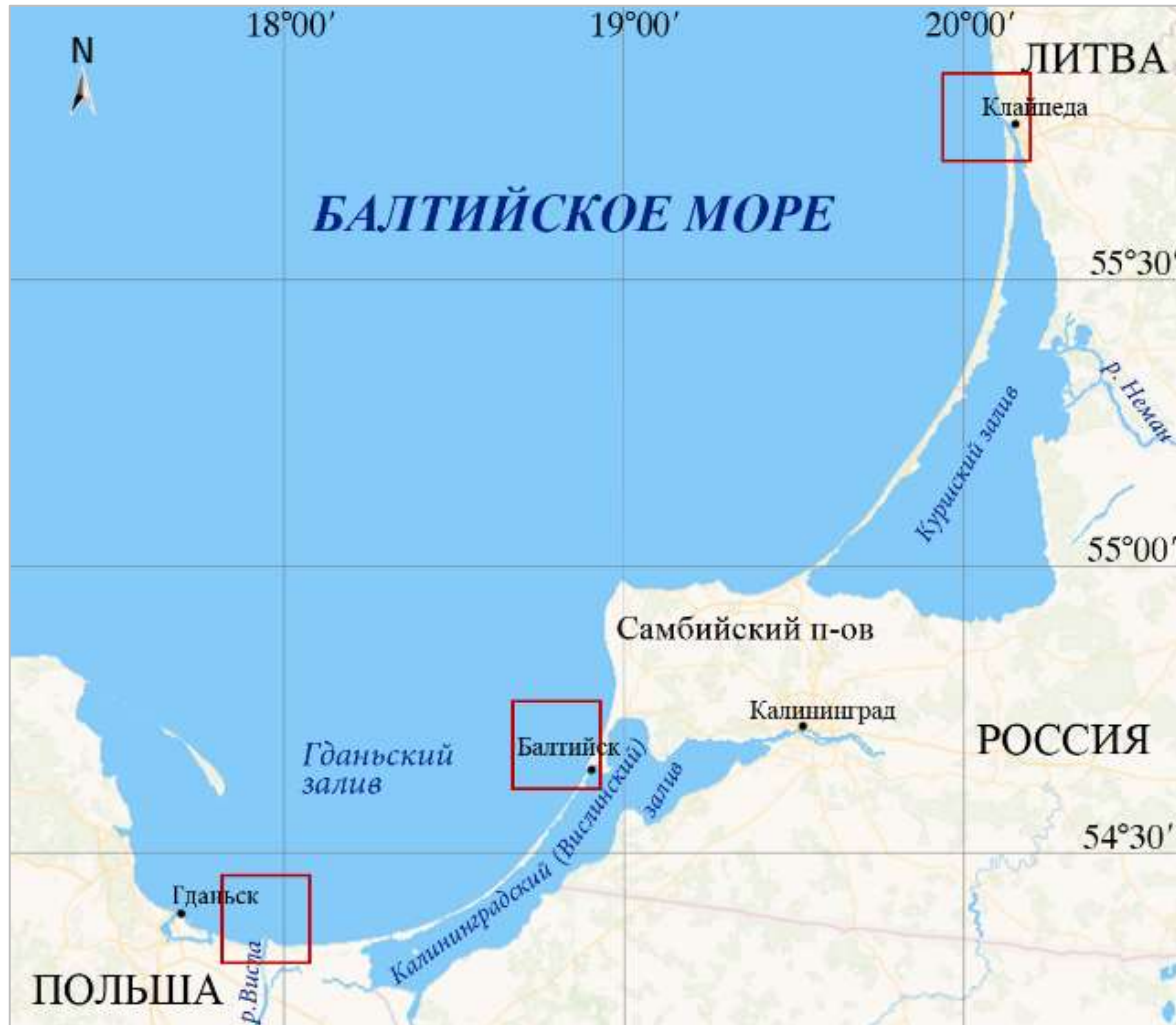 18°00′
19°00′
20°00′
N
ЛИТВА
Клайпеда
БАЛТИЙСКОЕ МОРЕ
55°30′
р. Неман
Куршский залив
55°00′
Самбийский п-ов
Калининград
РОССИЯ
Балтийск
Гданьский
залив
Калининградский (Вислинский)
залив
54°30′
Гданьск
р.Висла
ПОЛЬША